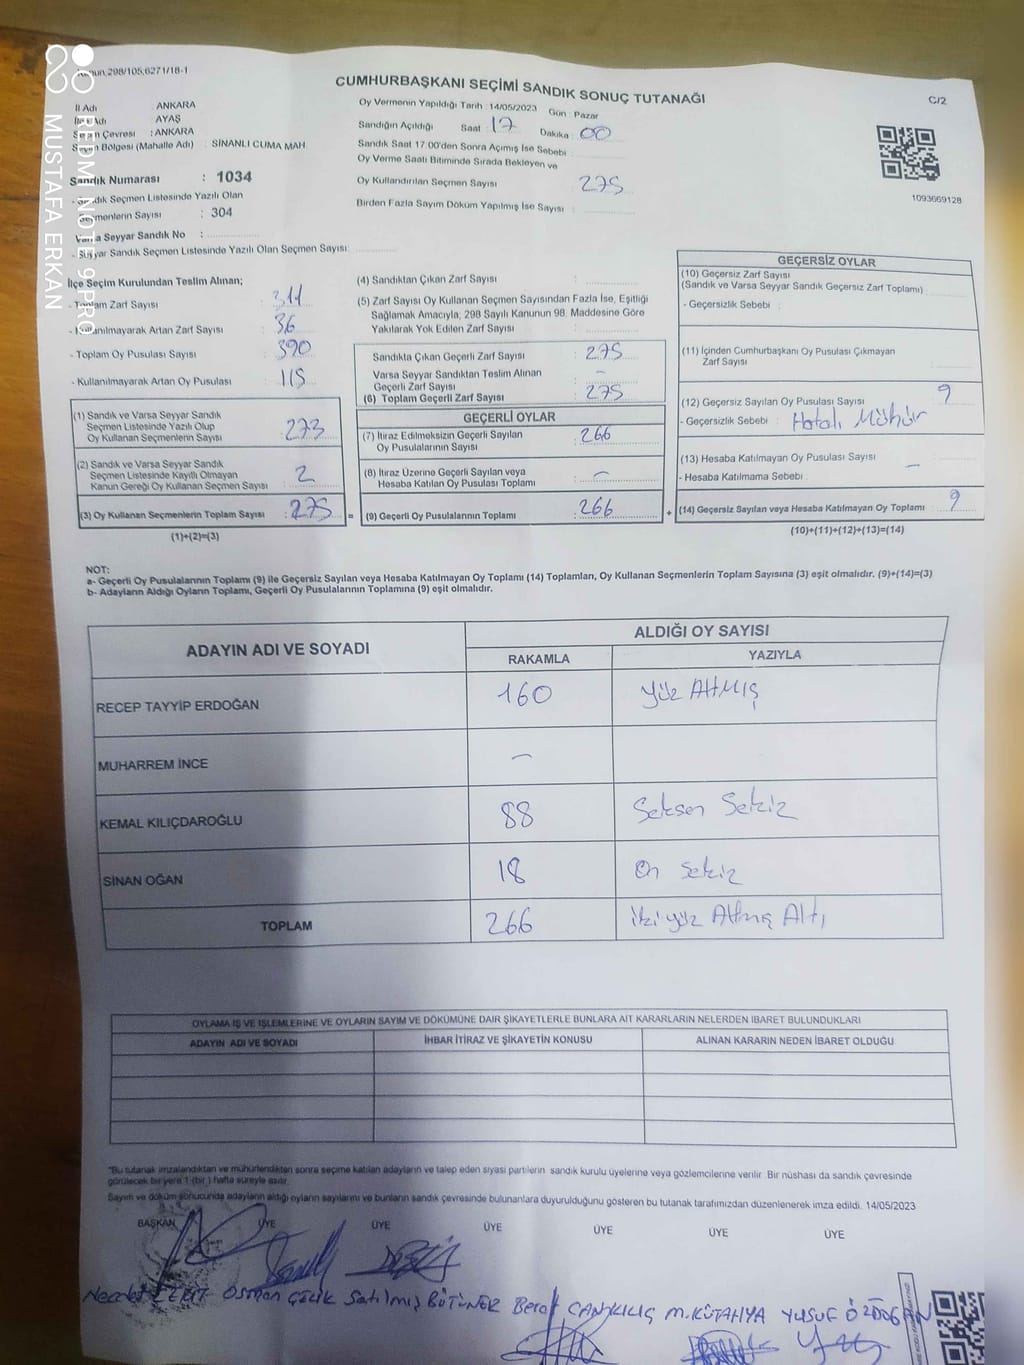 Kanun,298/105,6271/18-1
CUMHURBAŞKANI SEÇİMİ SANDIK SONUÇ TUTANAĞI
C/2
İl Adı ANKARA
İlçe Adı AYAŞ
Seçim Çevresi : ANKARA
Seçim Bölgesi (Mahalle Adı) : SİNANLI CUMA MAH.
Sandık Numarası : 1034
Sandık Seçmen Listesinde Yazılı Olan
Seçmenlerin Sayısı : 304
Varsa Seyyar Sandık No :
- Seyyar Sandık Seçmen Listesinde Yazılı Olan Seçmen Sayısı:
Oy Vermenin Yapıldığı Tarih : 14/05/2023 Gün : Pazar
Sandığın Açıldığı Saat : 17 Dakika : 00
Sandık Saat 17.00'den Sonra Açımış İse Sebebi :
Oy Verme Saati Bitiminde Sırada Bekleyen ve
Oy Kullandırılan Seçmen Sayısı : 275
Birden Fazla Sayım Döküm Yapılmış İse Sayısı :
1093669128
İlçe Seçim Kurulundan Teslim Alınan;
- Toplam Zarf Sayısı : 311
- Kullanılmayarak Artan Zarf Sayısı : 36
- Toplam Oy Pusulası Sayısı : 390
- Kullanılmayarak Artan Oy Pusulası : 115
(1) Sandık ve Varsa Seyyar Sandık
Seçmen Listesinde Yazılı Olup
Oy Kullanan Seçmenlerin Sayısı : 273
(2) Sandık ve Varsa Seyyar Sandık
Seçmen Listesinde Kayıtlı Olmayan
Kanun Gereği Oy Kullanan Seçmen Sayısı : 2
(3) Oy Kullanan Seçmenlerin Toplam Sayısı : 275 =
(1)+(2)=(3)
(4) Sandıktan Çıkan Zarf Sayısı :
(5) Zarf Sayısı Oy Kullanan Seçmen Sayısından Fazla İse, Eşitliği
Sağlamak Amacıyla, 298 Sayılı Kanunun 98. Maddesine Göre
Yakılarak Yok Edilen Zarf Sayısı :
Sandıkta Çıkan Geçerli Zarf Sayısı : 275
Varsa Seyyar Sandıktan Teslim Alınan
Geçerli Zarf Sayısı : -
(6) Toplam Geçerli Zarf Sayısı : 275
GEÇERLİ OYLAR
(7) İtiraz Edilmeksizin Geçerli Sayılan
Oy Pusulalarının Sayısı : 266
(8) İtiraz Üzerine Geçerli Sayılan veya
Hesaba Katılan Oy Pusulası Toplamı : -
(9) Geçerli Oy Pusulalarının Toplamı : 266 +
GEÇERSİZ OYLAR
(10) Geçersiz Zarf Sayısı
(Sandık ve Varsa Seyyar Sandık Geçersiz Zarf Toplamı)
- Geçersizlik Sebebi :
(11) İçinden Cumhurbaşkanı Oy Pusulası Çıkmayan
Zarf Sayısı :
(12) Geçersiz Sayılan Oy Pusulası Sayısı : 9
- Geçersizlik Sebebi : Hatalı Mühür
(13) Hesaba Katılmayan Oy Pusulası Sayısı : -
- Hesaba Katılmama Sebebi :
(14) Geçersiz Sayılan veya Hesaba Katılmayan Oy Toplamı : 9
(10)+(11)+(12)+(13)=(14)
NOT:
a- Geçerli Oy Pusulalarının Toplamı (9) ile Geçersiz Sayılan veya Hesaba Katılmayan Oy Toplamı (14) Toplamları, Oy Kullanan Seçmenlerin Toplam Sayısına (3) eşit olmalıdır. (9)+(14)=(3)
b- Adayların Aldığı Oyların Toplamı, Geçerli Oy Pusulalarının Toplamına (9) eşit olmalıdır.
ADAYIN ADI VE SOYADI
ALDIĞI OY SAYISI
RAKAMLA YAZIYLA
RECEP TAYYİP ERDOĞAN 160 Yüz Altmış
MUHARREM İNCE -
KEMAL KILIÇDAROĞLU 88 Seksen Sekiz
SİNAN OĞAN 18 On Sekiz
TOPLAM 266 iki yüz Altmış Altı
OYLAMA İŞ VE İŞLEMLERİNE VE OYLARIN SAYIM VE DÖKÜMÜNE DAİR ŞİKAYETLERLE BUNLARA AİT KARARLARIN NELERDEN İBARET BULUNDUKLARI
ADAYIN ADI VE SOYADI İHBAR İTİRAZ VE ŞİKAYETİN KONUSU ALINAN KARARIN NEDEN İBARET OLDUĞU
*Bu tutanak imzalandıktan ve mühürlendikten sonra seçime katılan adayların ve talep eden siyasi partilerin sandık kurulu üyelerine veya gözlemcilerine verilir. Bir nüshası da sandık çevresinde
görülecek bir yere 1 (bir) hafta süreyle asılır.
Sayım ve döküm sonucunda adayların aldığı oyların sayılarını ve bunların sandık çevresinde bulunanlara duyurulduğunu gösteren bu tutanak tarafımızdan düzenlenerek imza edildi. 14/05/2023
BAŞKAN ÜYE ÜYE ÜYE ÜYE ÜYE ÜYE
Osman ÇELİK Satılmış BÜTÜNER Berat CANKILIÇ M. KÜTAHYA YUSUF ÖZDOĞAN
REDMI NOTE 9PRO
MUSTAFA ERKAN